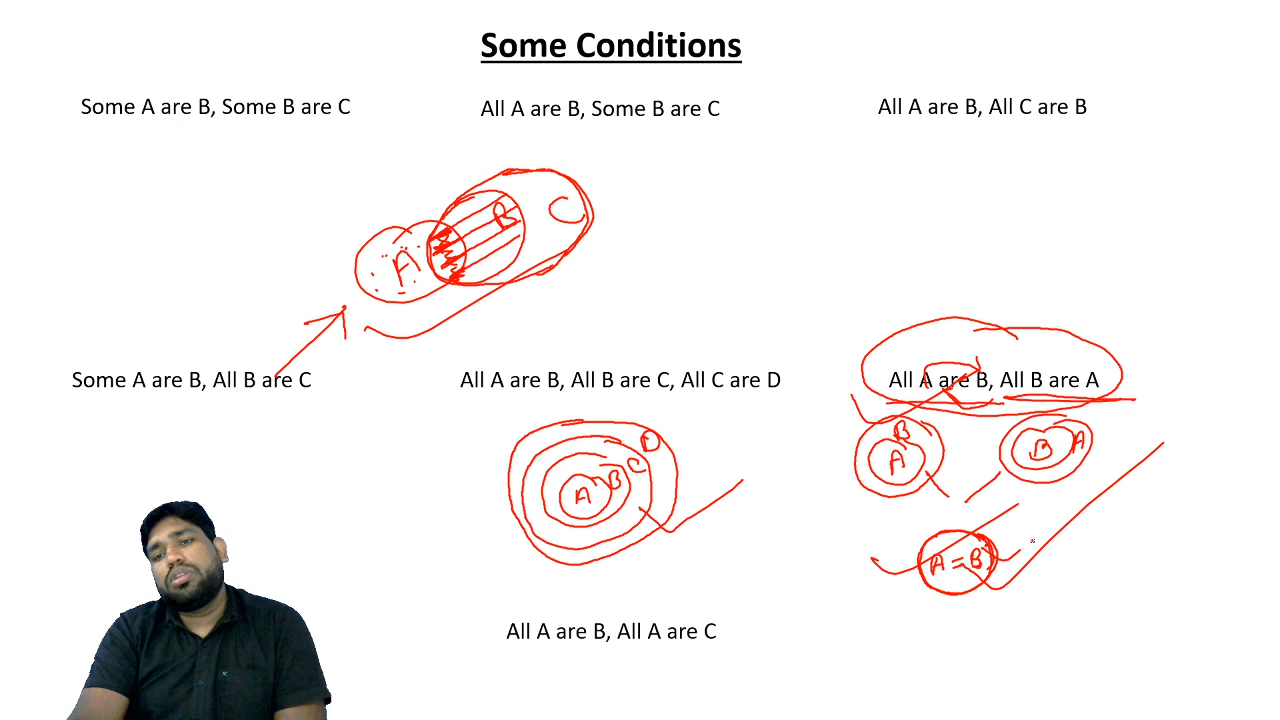 Some Conditions
Some A are B, Some B are C
All A are B, Some B are C
All A are B, All C are B
A B C
Some A are B, All B are C
All A are B, All B are C, All C are D
All A are B, All B are A
A B C D
B A
B A
A = B
All A are B, All A are C